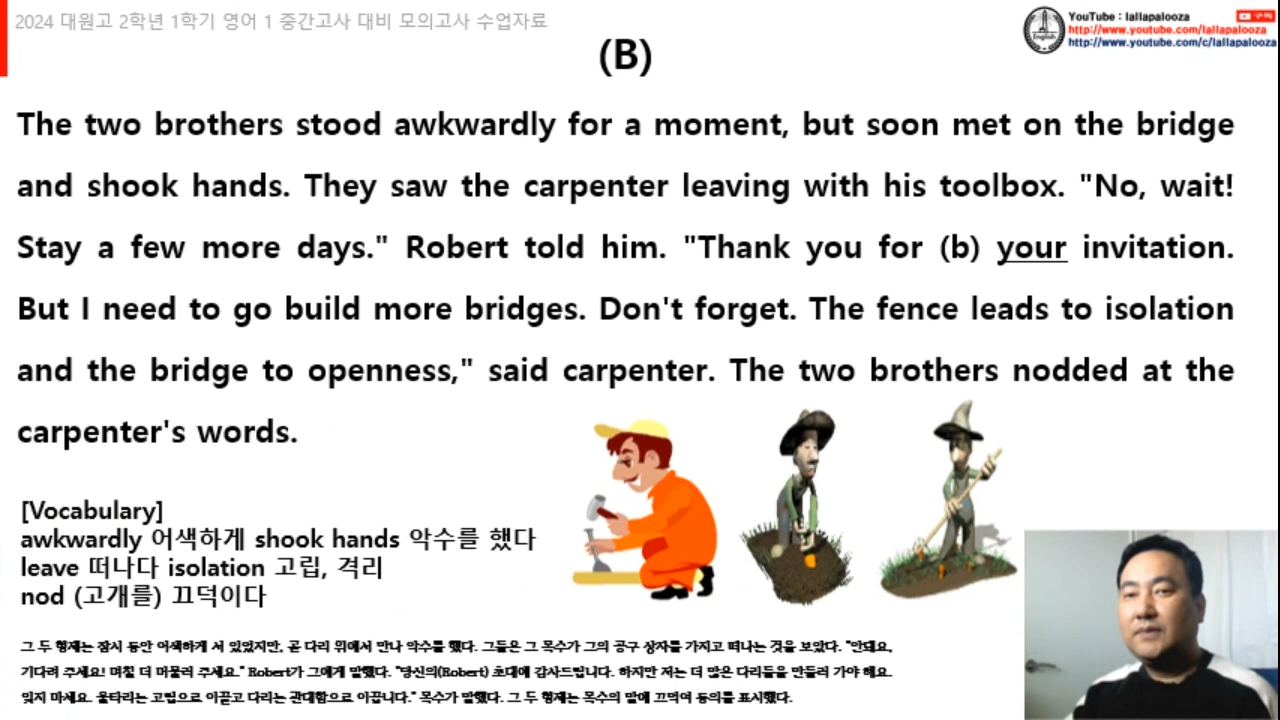 2024 대원고 2학년 1학기 영어 1 중간고사 대비 모의고사 수업자료
YouTube : lallapalooza
http://www.youtube.com/lallapalooza
http://www.youtube.com/c/lallapalooza
(B)
The two brothers stood awkwardly for a moment, but soon met on the bridge
and shook hands. They saw the carpenter leaving with his toolbox. "No, wait!
Stay a few more days." Robert told him. "Thank you for (b) your invitation.
But I need to go build more bridges. Don't forget. The fence leads to isolation
and the bridge to openness," said carpenter. The two brothers nodded at the
carpenter's words.
[Vocabulary]
awkwardly 어색하게 shook hands 악수를 했다
leave 떠나다 isolation 고립, 격리
nod (고개를) 끄덕이다
그 두 형제는 잠시 동안 어색하게 서 있었지만, 곧 다리 위에서 만나 악수를 했다. 그들은 그 목수가 그의 공구 상자를 가지고 떠나는 것을 보았다. "안돼요,
기다려 주세요! 며칠 더 머물러 주세요." Robert가 그에게 말했다. "당신의(Robert) 초대에 감사드립니다. 하지만 저는 더 많은 다리들을 만들러 가야 해요.
잊지 마세요. 울타리는 고립으로 이끌고 다리는 관대함으로 이끕니다." 목수가 말했다. 그 두 형제는 목수의 말에 끄덕여 동의를 표시했다.